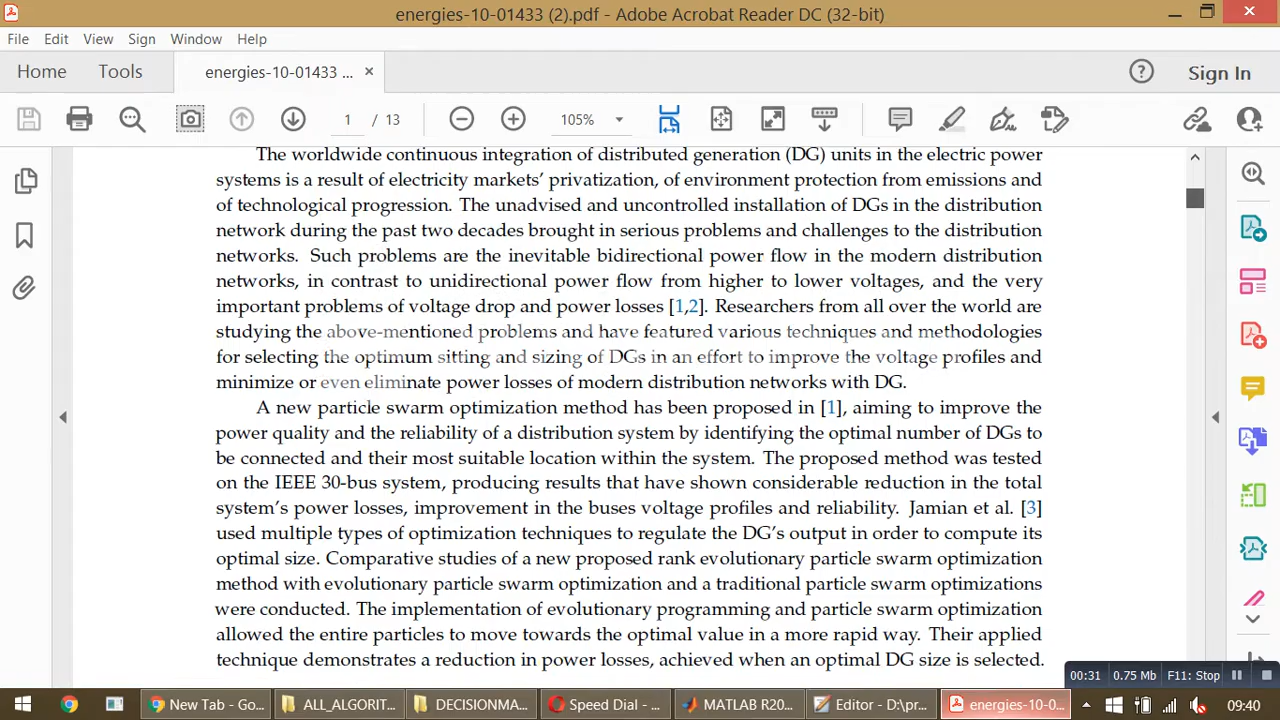 energies-10-01433 (2).pdf - Adobe Acrobat Reader DC (32-bit)
File Edit View Sign Window Help
Home Tools energies-10-01433 ... × Sign In
1 / 13 105%
The worldwide continuous integration of distributed generation (DG) units in the electric power
systems is a result of electricity markets’ privatization, of environment protection from emissions and
of technological progression. The unadvised and uncontrolled installation of DGs in the distribution
network during the past two decades brought in serious problems and challenges to the distribution
networks. Such problems are the inevitable bidirectional power flow in the modern distribution
networks, in contrast to unidirectional power flow from higher to lower voltages, and the very
important problems of voltage drop and power losses [1,2]. Researchers from all over the world are
studying the above-mentioned problems and have featured various techniques and methodologies
for selecting the optimum sitting and sizing of DGs in an effort to improve the voltage profiles and
minimize or even eliminate power losses of modern distribution networks with DG.
A new particle swarm optimization method has been proposed in [1], aiming to improve the
power quality and the reliability of a distribution system by identifying the optimal number of DGs to
be connected and their most suitable location within the system. The proposed method was tested
on the IEEE 30-bus system, producing results that have shown considerable reduction in the total
system’s power losses, improvement in the buses voltage profiles and reliability. Jamian et al. [3]
used multiple types of optimization techniques to regulate the DG’s output in order to compute its
optimal size. Comparative studies of a new proposed rank evolutionary particle swarm optimization
method with evolutionary particle swarm optimization and a traditional particle swarm optimizations
were conducted. The implementation of evolutionary programming and particle swarm optimization
allowed the entire particles to move towards the optimal value in a more rapid way. Their applied
technique demonstrates a reduction in power losses, achieved when an optimal DG size is selected.
00:31 0.75 Mb F11: Stop
New Tab - Go... ALL_ALGORIT... DECISIONMA... Speed Dial - ... MATLAB R20... Editor - D:\pr... energies-10-0... 09:40